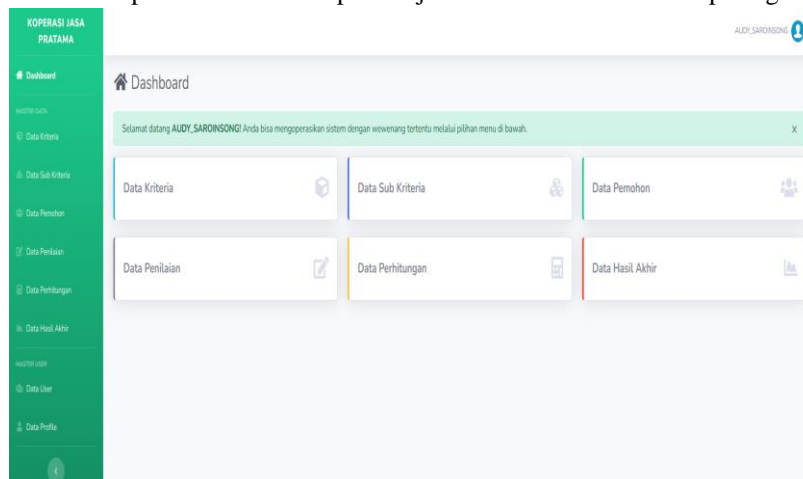 KOPERASI JASA
PRATAMA
AUDY_SAROINSONG
Dashboard
Dashboard
MASTER DATA
Selamat datang AUDY_SAROINSONG! Anda bisa mengoperasikan sistem dengan wewenang tertentu melalui pilihan menu di bawah.
X
Data Kriteria
Data Sub Kriteria
Data Pemohon
Data Penilaian
Data Perhitungan
Data Hasil Akhir
MASTER USER
Data User
Data Profile
Data Kriteria
Data Sub Kriteria
Data Pemohon
Data Penilaian
Data Perhitungan
Data Hasil Akhir